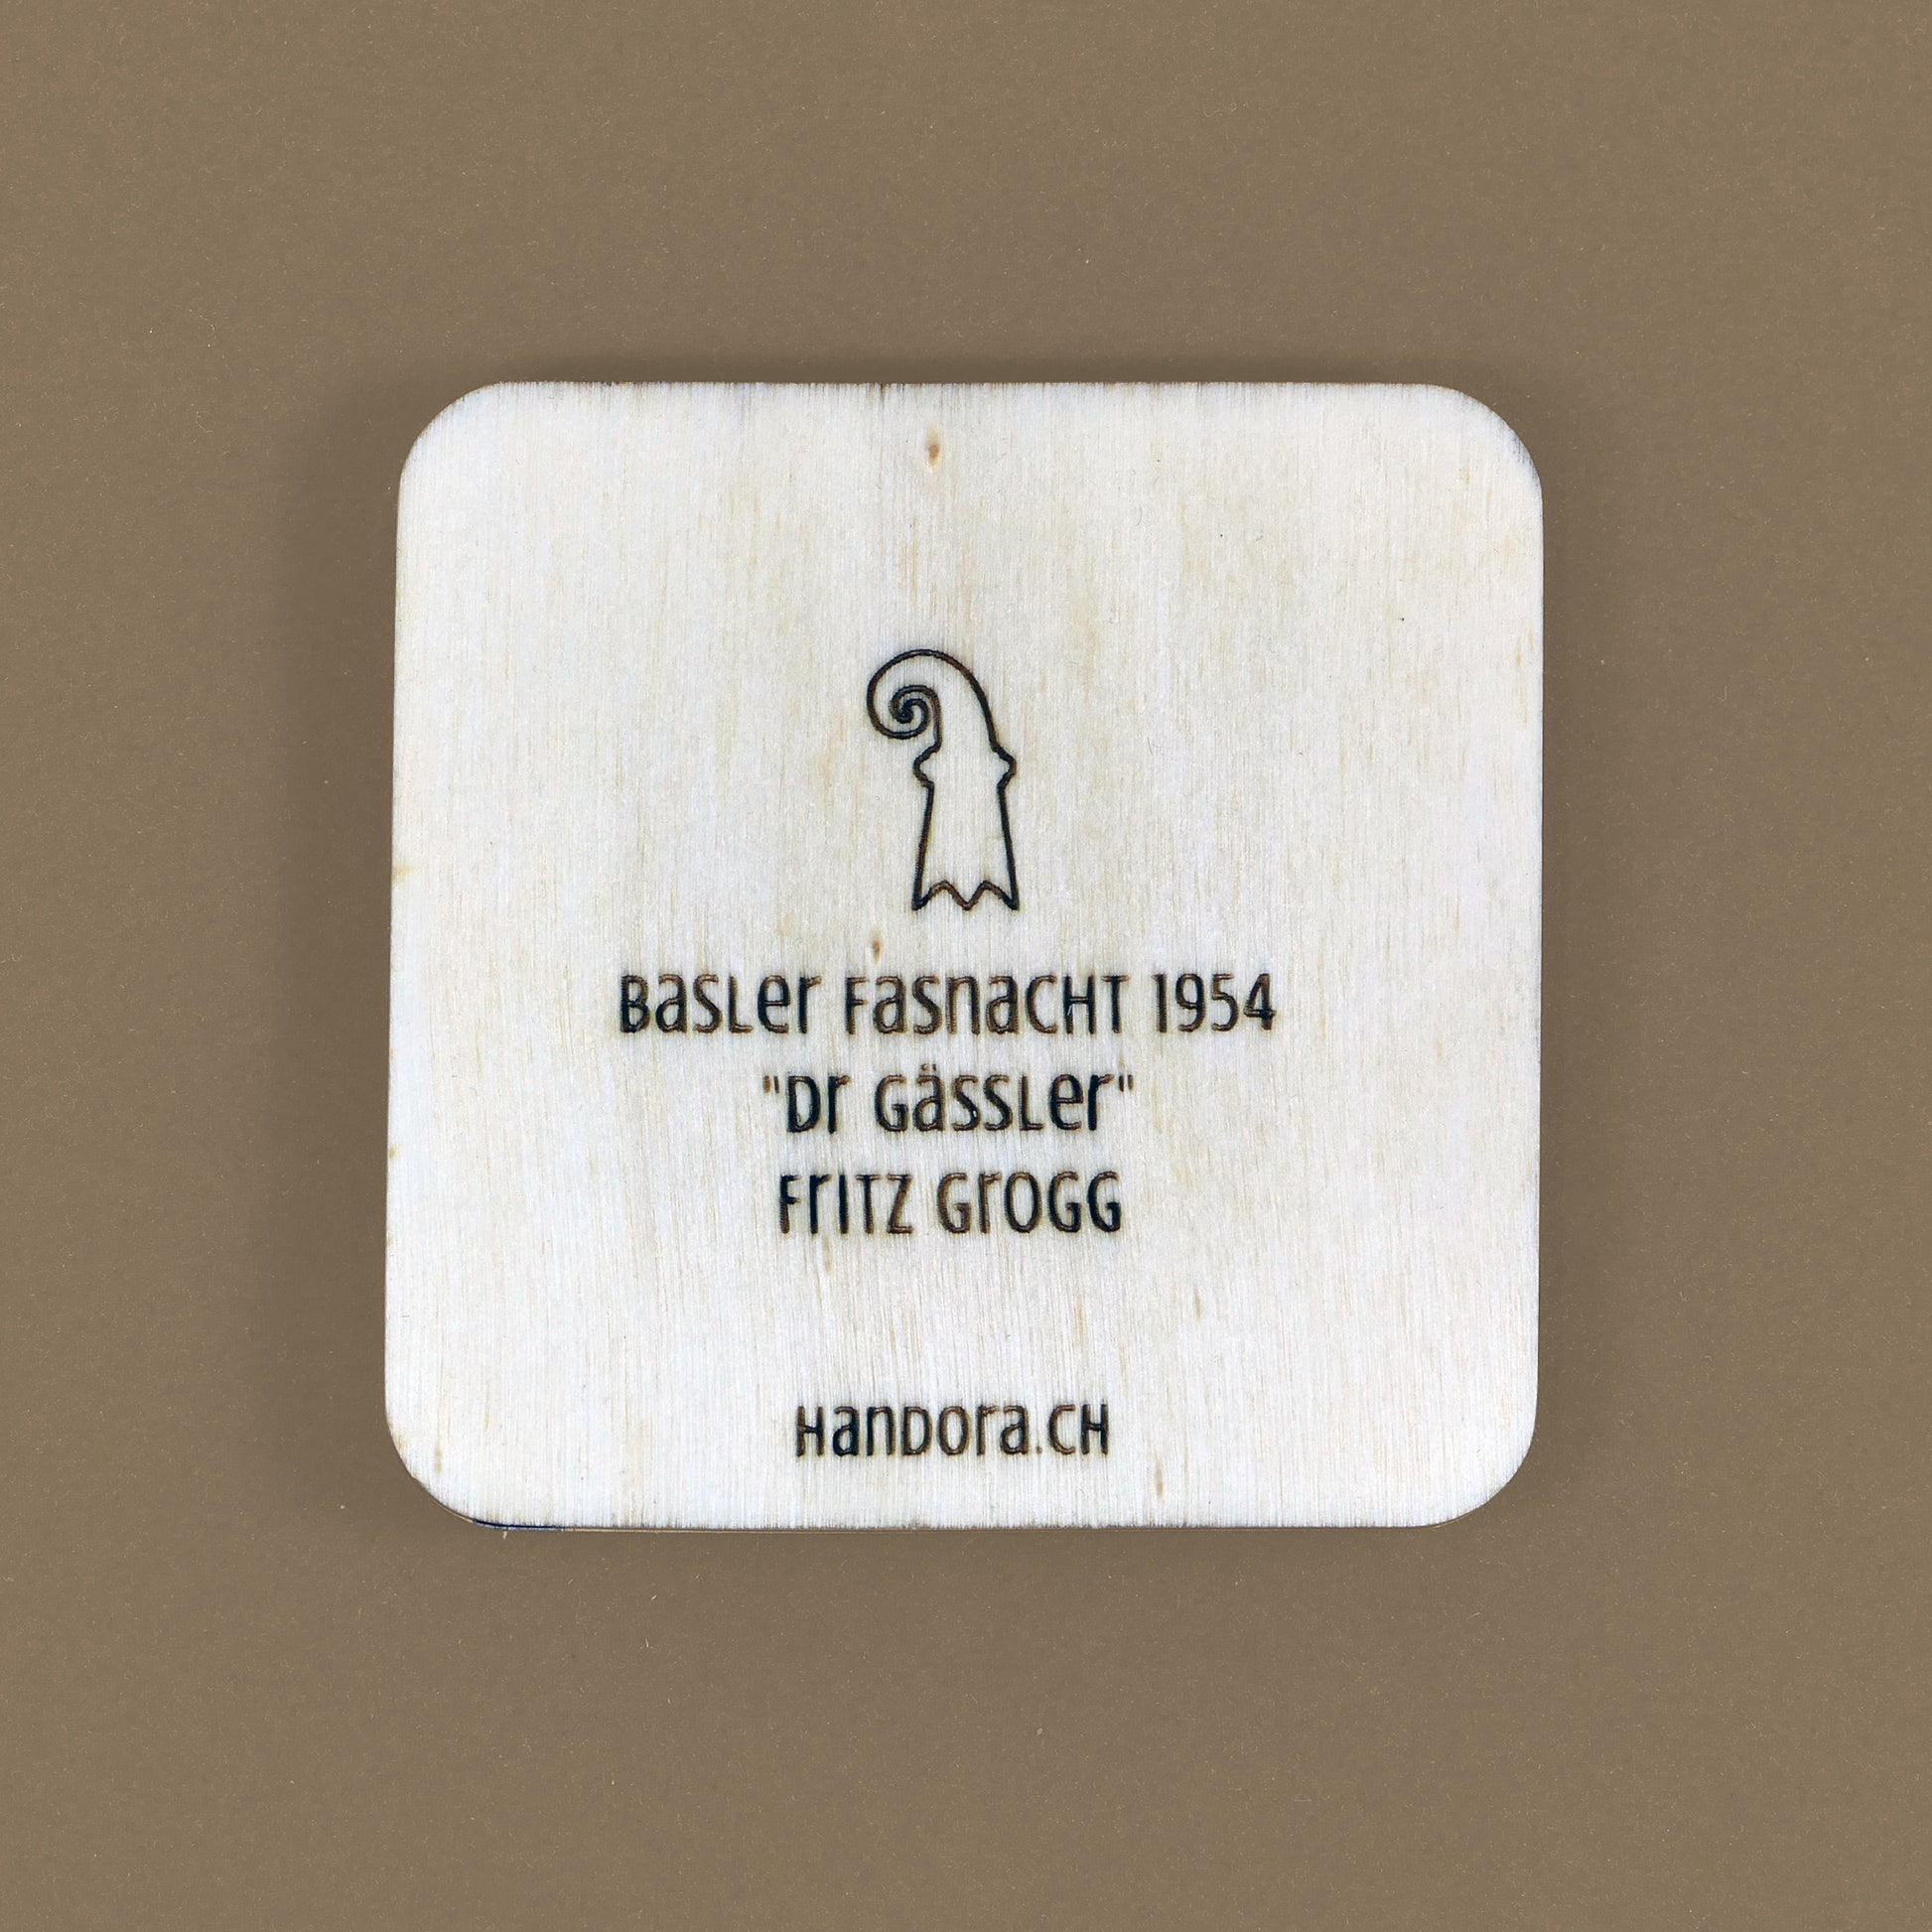 Basler Fasnacht 1954
"Dr Gässler"
Fritz Grogg
Handora.ch